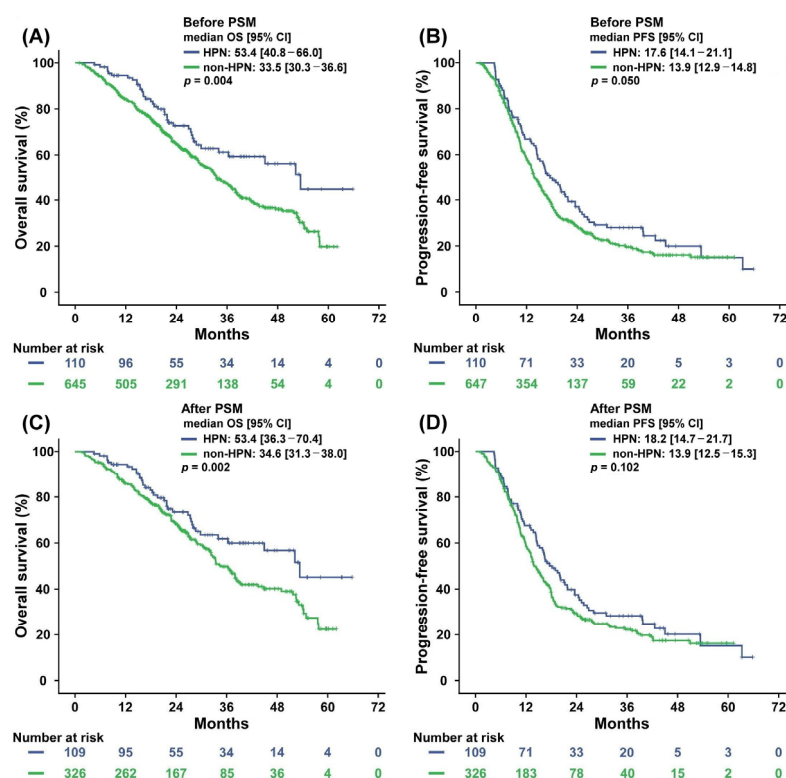 (A)
Before PSM
median OS [95% CI]
HPN: 53.4 [40.8–66.0]
non-HPN: 33.5 [30.3–36.6]
p = 0.004
Overall survival (%)
100
80
60
40
20
0
0 12 24 36 48 60 72
Months
Number at risk
110 96 55 34 14 4 0
645 505 291 138 54 4 0
(B)
Before PSM
median PFS [95% CI]
HPN: 17.6 [14.1–21.1]
non-HPN: 13.9 [12.9–14.8]
p = 0.050
Progression-free survival (%)
100
80
60
40
20
0
0 12 24 36 48 60 72
Months
Number at risk
110 71 33 20 5 3 0
647 354 137 59 22 2 0
(C)
After PSM
median OS [95% CI]
HPN: 53.4 [36.3–70.4]
non-HPN: 34.6 [31.3–38.0]
p = 0.002
Overall survival (%)
100
80
60
40
20
0
0 12 24 36 48 60 72
Months
Number at risk
109 95 55 34 14 4 0
326 262 167 85 36 4 0
(D)
After PSM
median PFS [95% CI]
HPN: 18.2 [14.7–21.7]
non-HPN: 13.9 [12.5–15.3]
p = 0.102
Progression-free survival (%)
100
80
60
40
20
0
0 12 24 36 48 60 72
Months
Number at risk
109 71 33 20 5 3 0
326 183 78 40 15 2 0